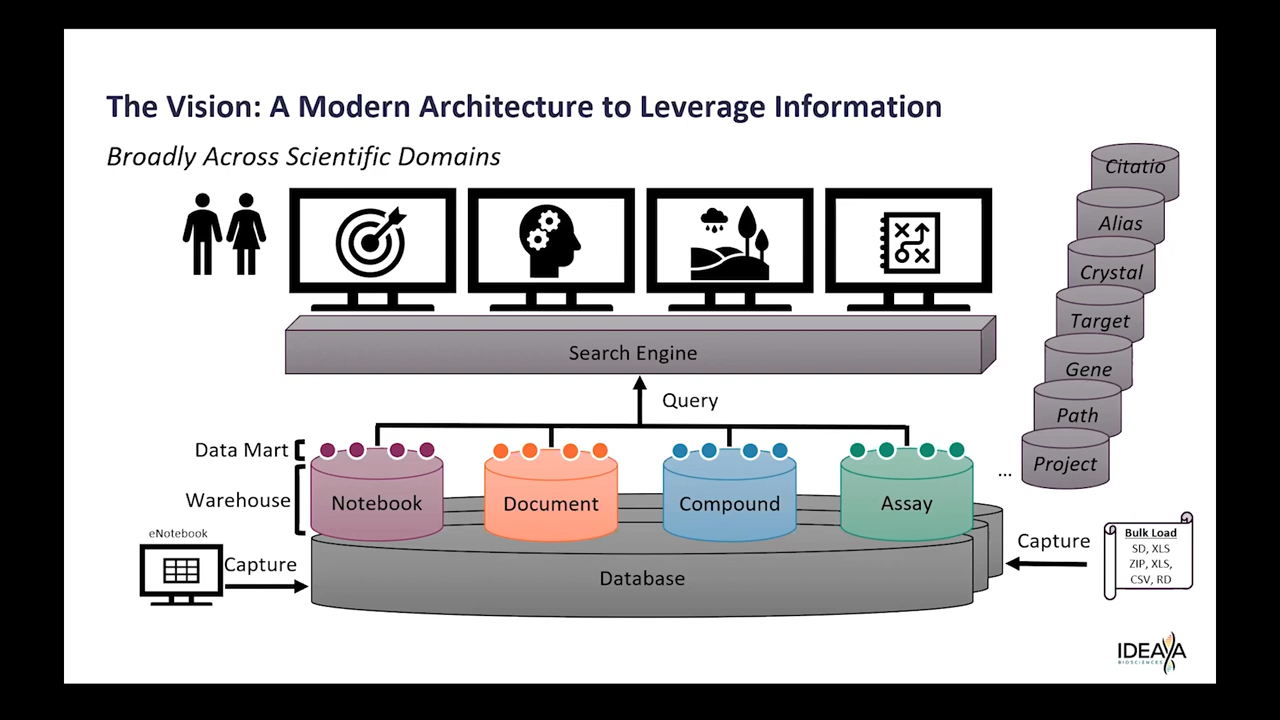 The Vision: A Modern Architecture to Leverage Information
Broadly Across Scientific Domains
Citatio
Alias
Crystal
Target
Gene
Path
Project
...
Search Engine
Query
Data Mart
Warehouse
Notebook
Document
Compound
Assay
eNotebook
Capture
Database
Capture
Bulk Load
SD, XLS
ZIP, XLS,
CSV, RD
IDEAYA
BIOSCIENCES